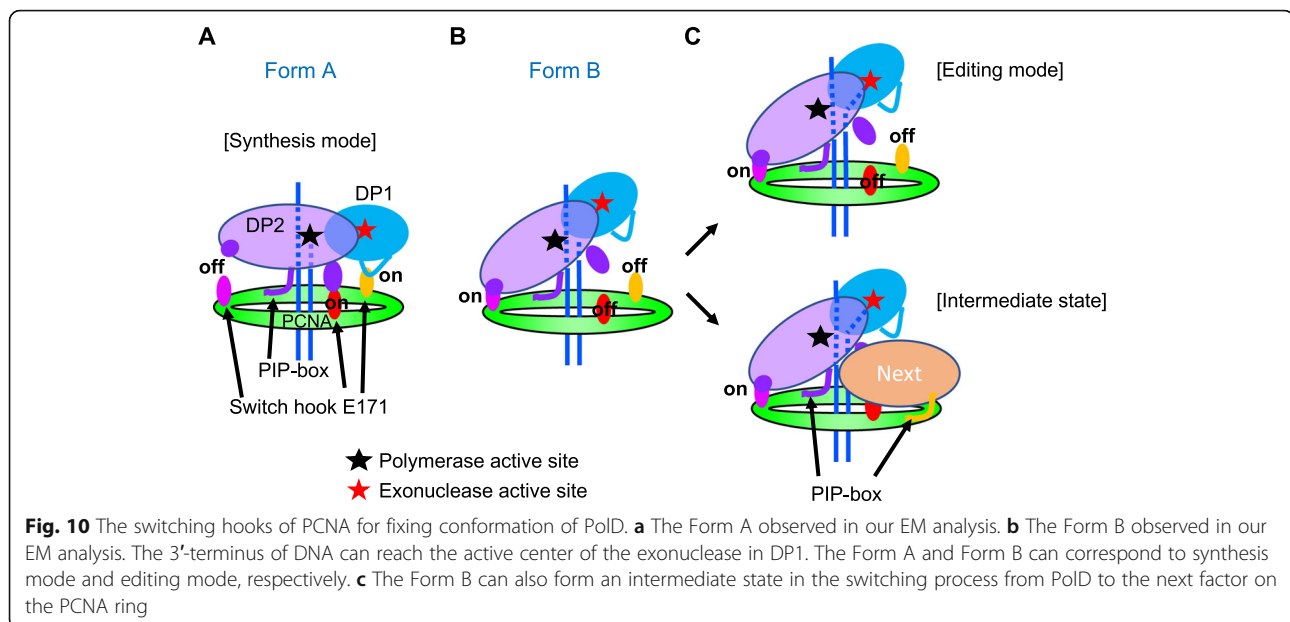 A
B
C
Form A
Form B
[Editing mode]
[Synthesis mode]
off
on
off
DP1
DP2
off
on
on
PCNA
off
on
off
[Intermediate state]
Next
on
PIP-box
Switch hook E171
PIP-box
Polymerase active site
Exonuclease active site
Fig. 10 The switching hooks of PCNA for fixing conformation of PolD. a The Form A observed in our EM analysis. b The Form B observed in our
EM analysis. The 3′-terminus of DNA can reach the active center of the exonuclease in DP1. The Form A and Form B can correspond to synthesis
mode and editing mode, respectively. c The Form B can also form an intermediate state in the switching process from PolD to the next factor on
the PCNA ring